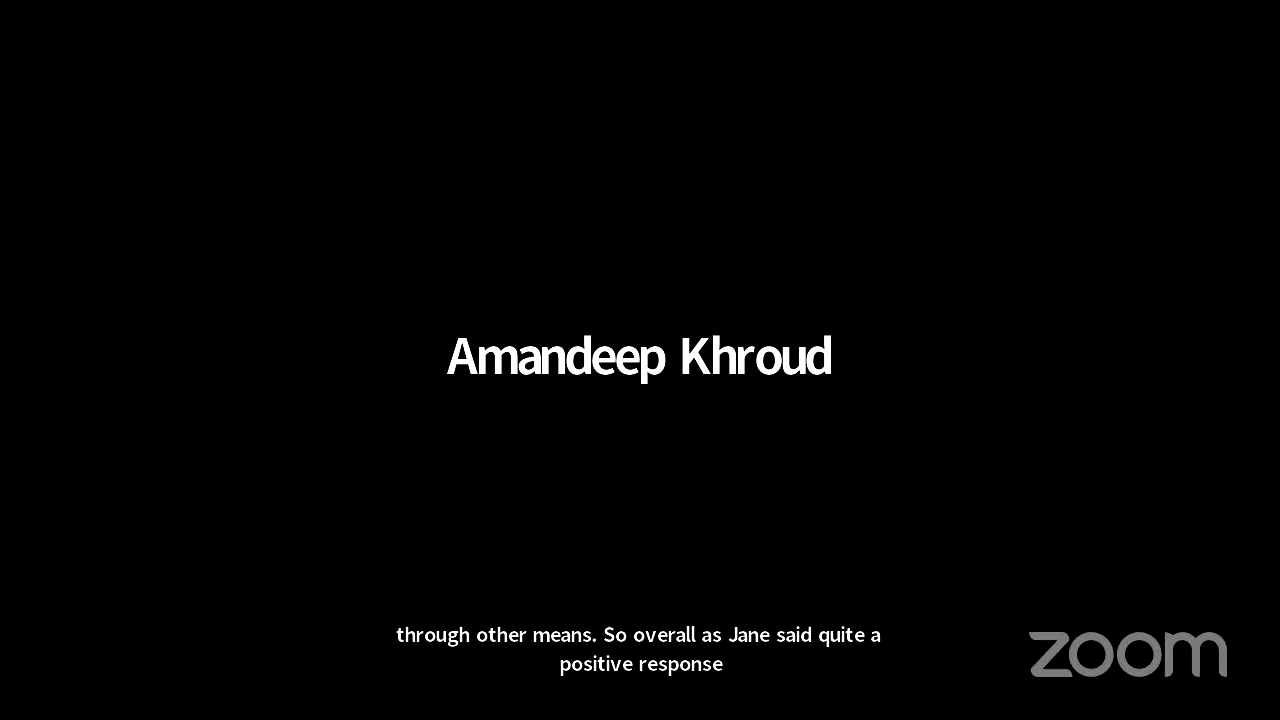 Amandeep Khroud
through other means. So overall as Jane said quite a
positive response
zoom